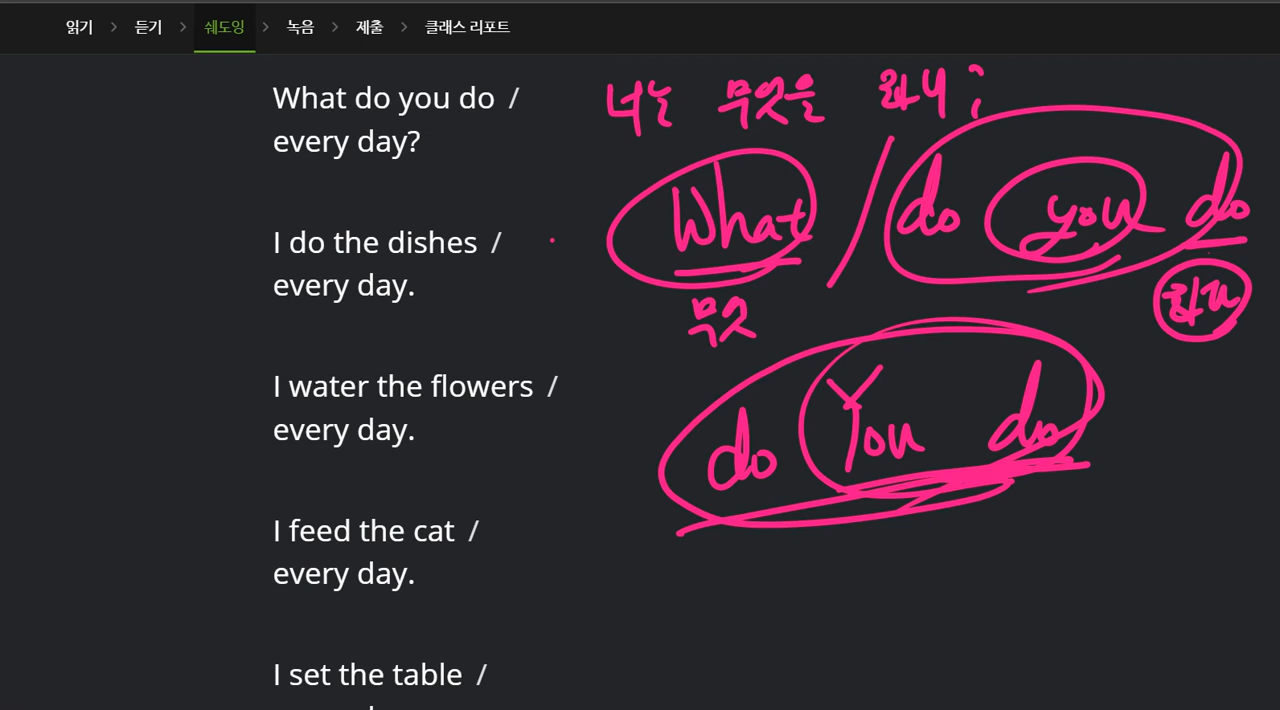 읽기 > 듣기 > 쉐도잉 > 녹음 > 제출 > 클래스 리포트
What do you do /
every day?
I do the dishes /
every day.
I water the flowers /
every day.
I feed the cat /
every day.
I set the table /
너는 무엇을 하니?
What / do you do
무엇
하다
do You do